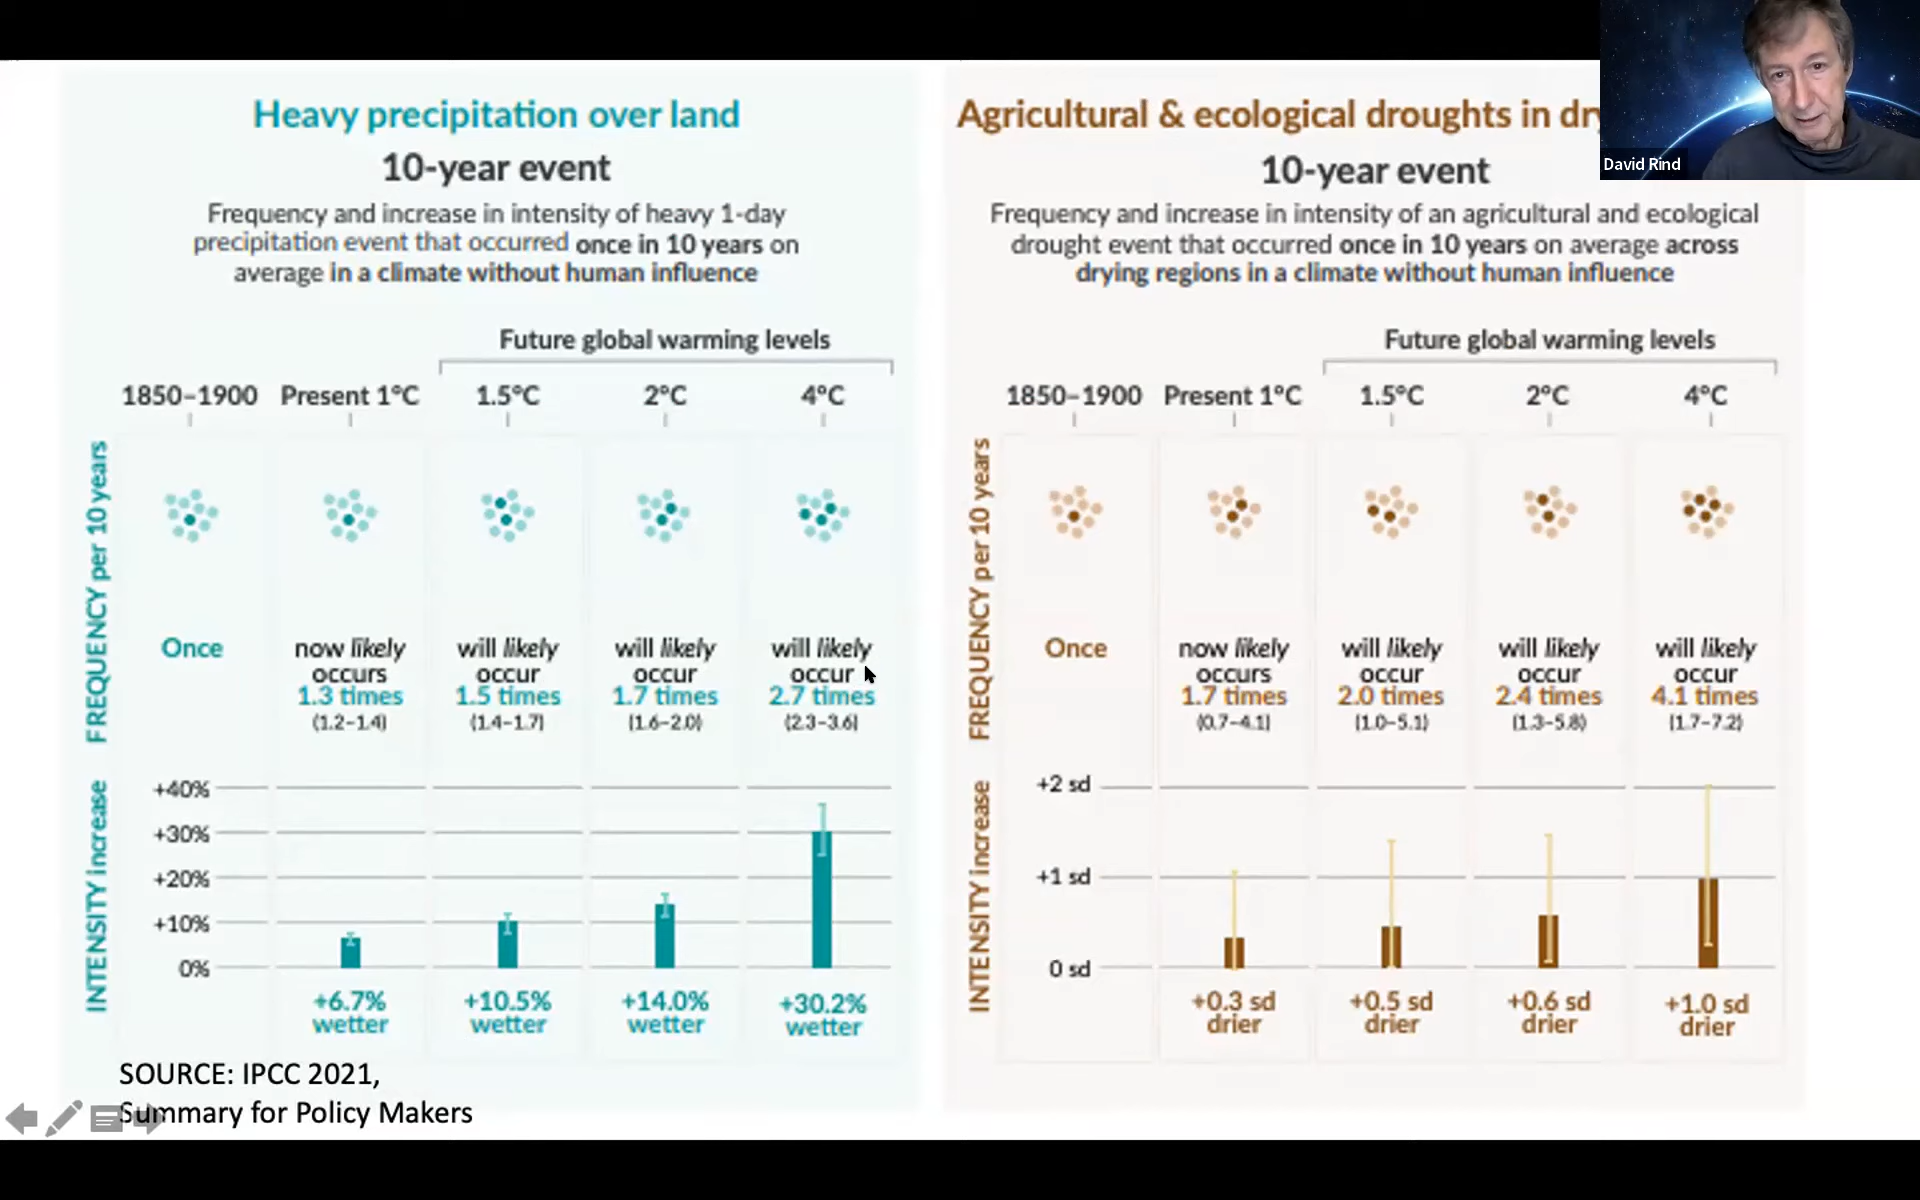 Heavy precipitation over land
10-year event
Frequency and increase in intensity of heavy 1-day
precipitation event that occurred once in 10 years on
average in a climate without human influence
Future global warming levels
1850–1900 Present 1°C 1.5°C 2°C 4°C
FREQUENCY per 10 years
Once
now likely
occurs
1.3 times
(1.2–1.4)
will likely
occur
1.5 times
(1.4–1.7)
will likely
occur
1.7 times
(1.6–2.0)
will likely
occur
2.7 times
(2.3–3.6)
INTENSITY increase
+40%
+30%
+20%
+10%
0%
+6.7%
wetter
+10.5%
wetter
+14.0%
wetter
+30.2%
wetter
SOURCE: IPCC 2021,
Summary for Policy Makers
Agricultural & ecological droughts in
10-year event
Frequency and increase in intensity of an agricultural and ecological
drought event that occurred once in 10 years on average across
drying regions in a climate without human influence
Future global warming levels
1850–1900 Present 1°C 1.5°C 2°C 4°C
FREQUENCY per 10 years
Once
now likely
occurs
1.7 times
(0.7–4.1)
will likely
occur
2.0 times
(1.0–5.1)
will likely
occur
2.4 times
(1.3–5.8)
will likely
occur
4.1 times
(1.7–7.2)
INTENSITY increase
+2 sd
+1 sd
0 sd
+0.3 sd
drier
+0.5 sd
drier
+0.6 sd
drier
+1.0 sd
drier
David Rind